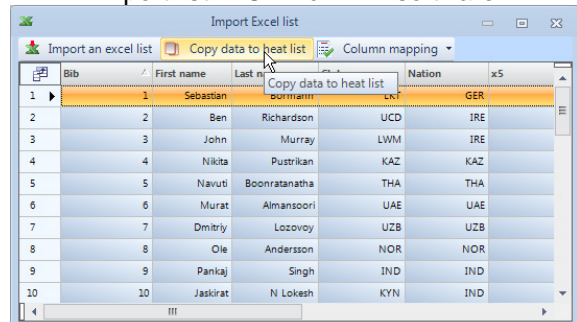 Import Excel list
Import an excel list Copy data to heat list Column mapping
Bib First name Last Nation x5
Copy data to heat list
1 1 Sebastian Bormann LKT GER
2 2 Ben Richardson UCD IRE
3 3 John Murray LWM IRE
4 4 Nikita Pustrikan KAZ KAZ
5 5 Navuti Boonratanatha THA THA
6 6 Murat Almansoori UAE UAE
7 7 Dmitriy Lozovoy UZB UZB
8 8 Ole Andersson NOR NOR
9 9 Pankaj Singh IND IND
10 10 Jaskirat N Lokesh KYN IND